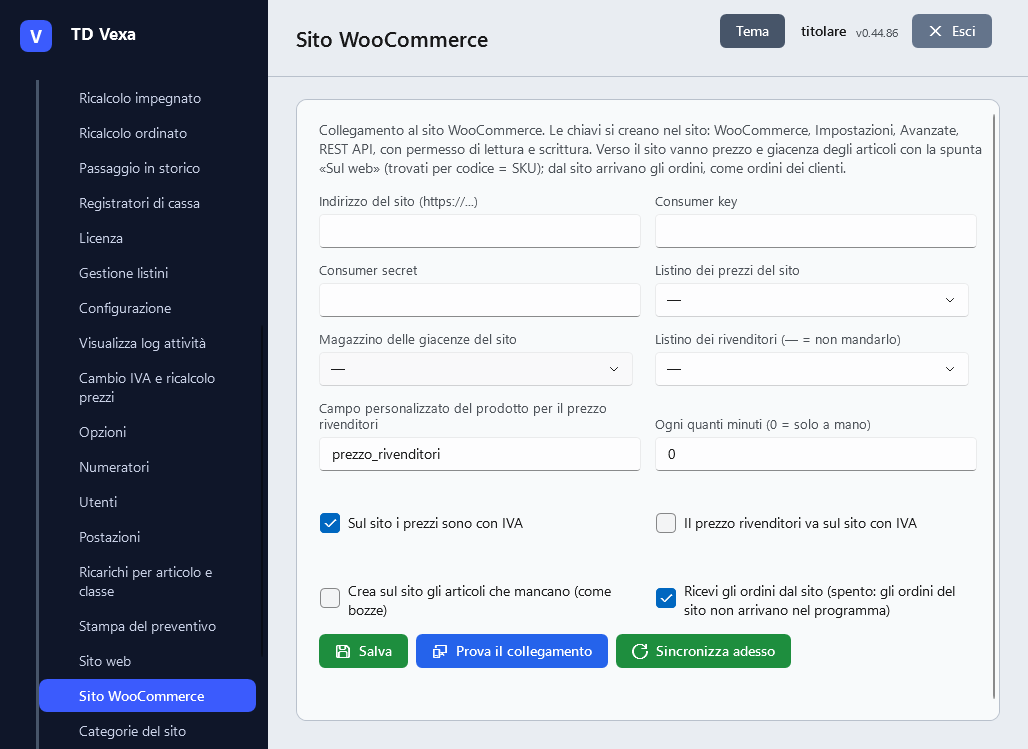 V
TD Vexa
Ricalcolo impegnato
Ricalcolo ordinato
Passaggio in storico
Registratori di cassa
Licenza
Gestione listini
Configurazione
Visualizza log attività
Cambio IVA e ricalcolo
prezzi
Opzioni
Numeratori
Utenti
Postazioni
Ricarichi per articolo e
classe
Stampa del preventivo
Sito web
Sito WooCommerce
Categorie del sito
Sito WooCommerce
Tema
titolare
v0.44.86
Esci
Collegamento al sito WooCommerce. Le chiavi si creano nel sito: WooCommerce, Impostazioni, Avanzate,
REST API, con permesso di lettura e scrittura. Verso il sito vanno prezzo e giacenza degli articoli con la spunta
«Sul web» (trovati per codice = SKU); dal sito arrivano gli ordini, come ordini dei clienti.
Indirizzo del sito (https://...)
Consumer key
Consumer secret
Listino dei prezzi del sito
—
Magazzino delle giacenze del sito
Listino dei rivenditori (— = non mandarlo)
—
—
Campo personalizzato del prodotto per il prezzo
rivenditori
Ogni quanti minuti (0 = solo a mano)
prezzo_rivenditori
0
Sul sito i prezzi sono con IVA
Il prezzo rivenditori va sul sito con IVA
Crea sul sito gli articoli che mancano (come
bozze)
Ricevi gli ordini dal sito (spento: gli ordini del
sito non arrivano nel programma)
Salva
Prova il collegamento
Sincronizza adesso